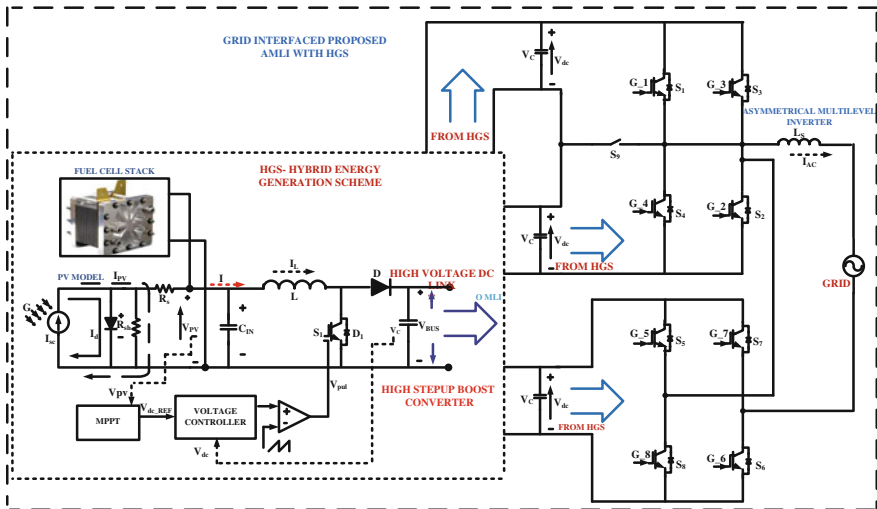 GRID INTERFACED PROPOSED
AMLI WITH HGS
V_C
+
V_dc
-
G_1
S_1
G_3
S_3
ASYMMETRICAL MULTILEVEL
INVERTER
L_S
I_AC
FROM HGS
S_9
HGS- HYBRID ENERGY
GENERATION SCHEME
FUEL CELL STACK
G_4
S_4
G_2
S_2
V_C
+
V_dc
-
FROM HGS
GRID
PV MODEL
I_PV
R_s
I
I_L
L
D
HIGH VOLTAGE DC
LINK
O MLI
G
I_sc
I_d
R_sh
+
-
V_PV
+
-
C_IN
+
-
S_1
D_1
V_C
+
V_BUS
-
G_5
S_5
G_7
S_7
V_pul
HIGH STEPUP BOOST
CONVERTER
V_C
+
V_dc
-
FROM HGS
Vpv
MPPT
V_dc_REF
VOLTAGE
CONTROLLER
+
-
V_dc
G_8
S_8
G_6
S_6